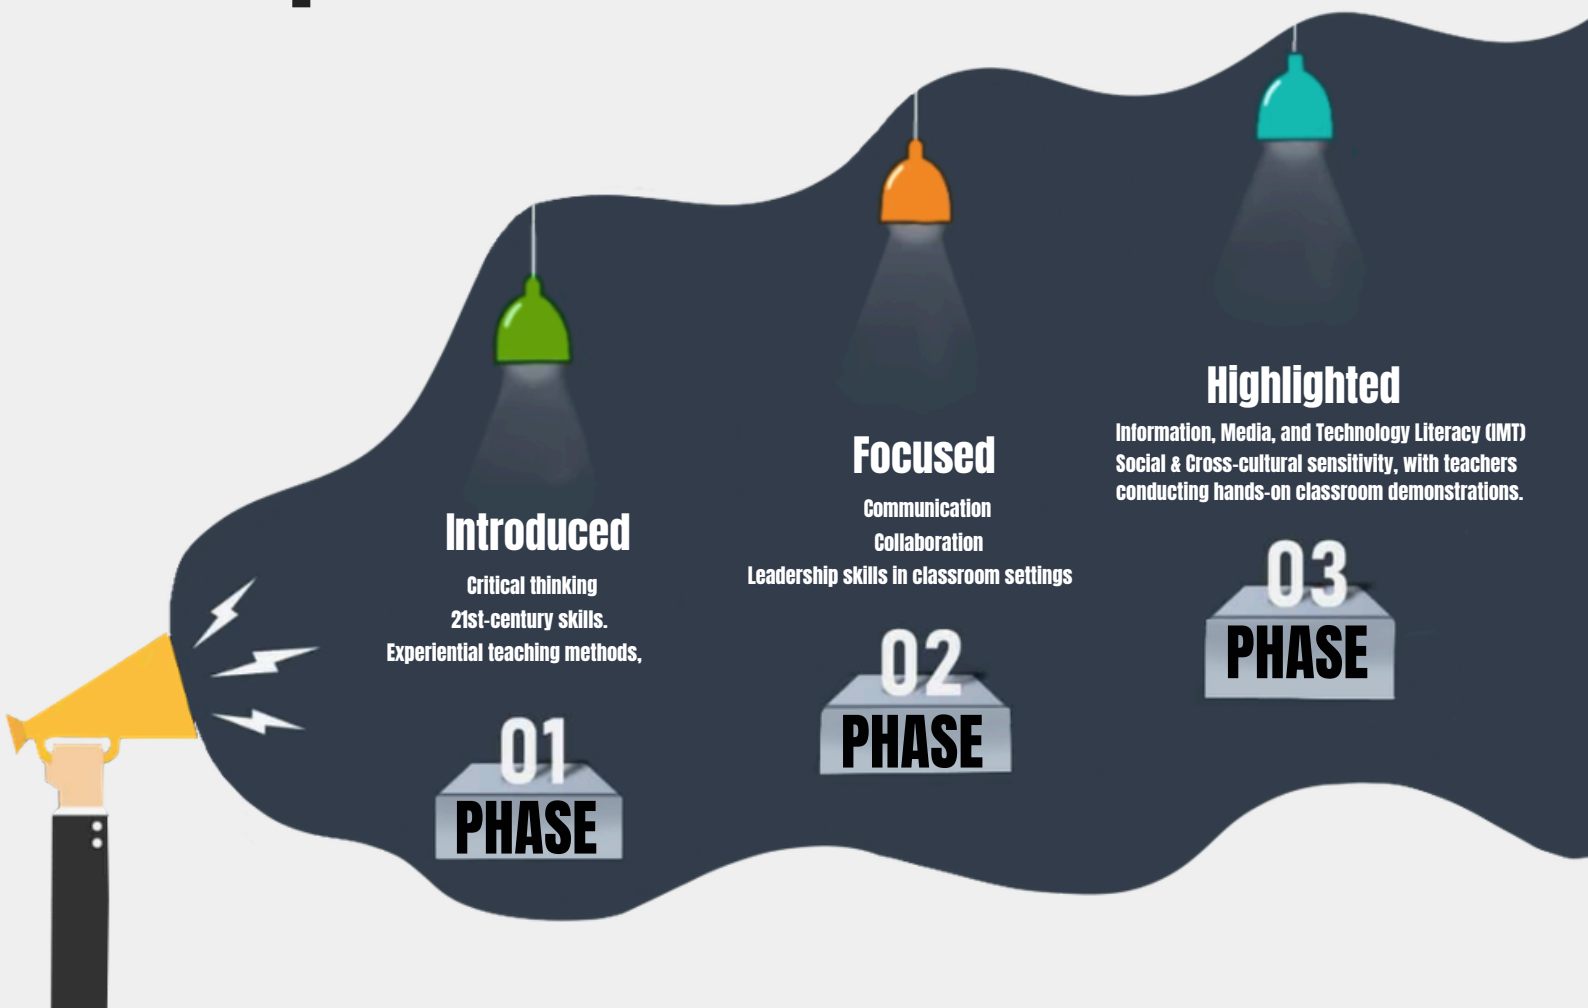 Introduced
Critical thinking
21st-century skills.
Experiential teaching methods,
01
PHASE
Focused
Communication
Collaboration
Leadership skills in classroom settings
02
PHASE
Highlighted
Information, Media, and Technology Literacy (IMT)
Social & Cross-cultural sensitivity, with teachers
conducting hands-on classroom demonstrations.
03
PHASE